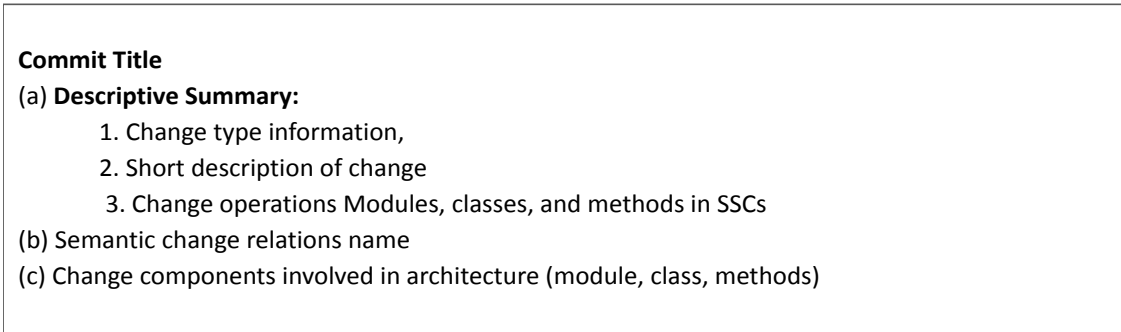 Commit Title
(a) Descriptive Summary:
1. Change type information,
2. Short description of change
3. Change operations Modules, classes, and methods in SSCs
(b) Semantic change relations name
(c) Change components involved in architecture (module, class, methods)